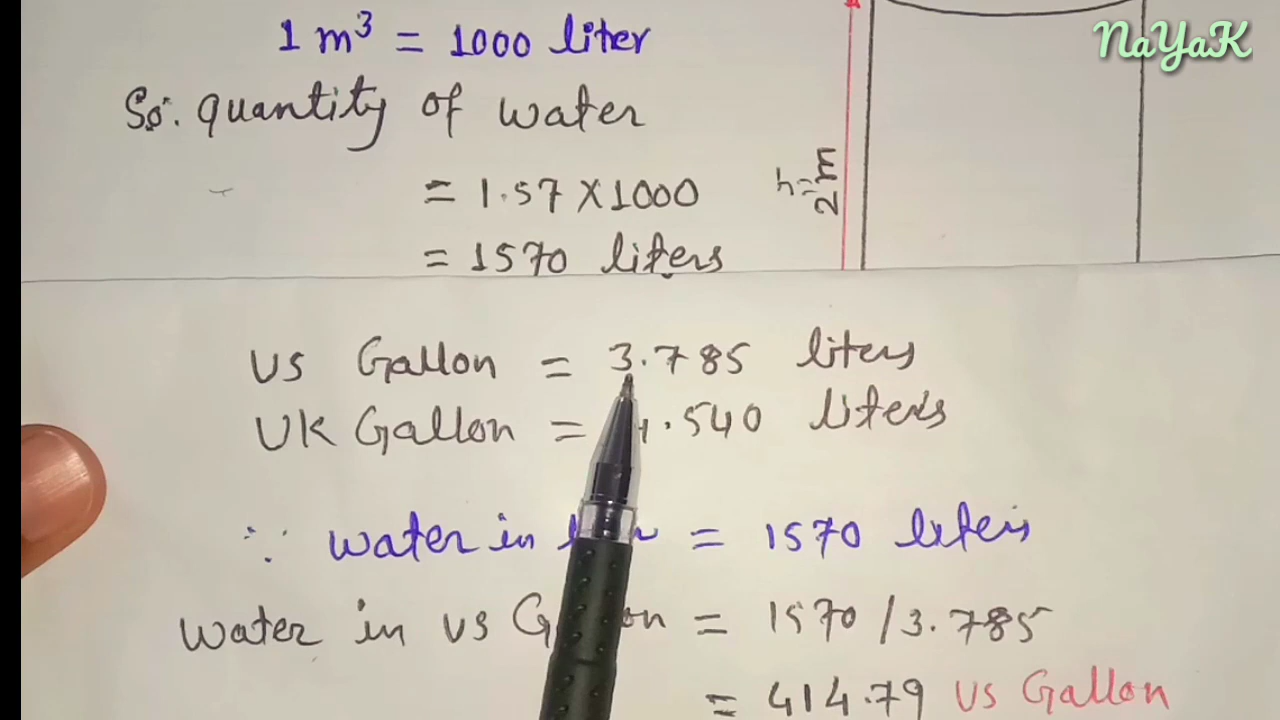 NaYaK
1 m³ = 1000 liter
So: quantity of water
= 1.57 X 1000
= 1570 liters
h=2m
US Gallon = 3.785 liters
UK Gallon = .540 liters
∵ water in = 1570 liters
water in US = 1570 / 3.785
= 414.79 US Gallon